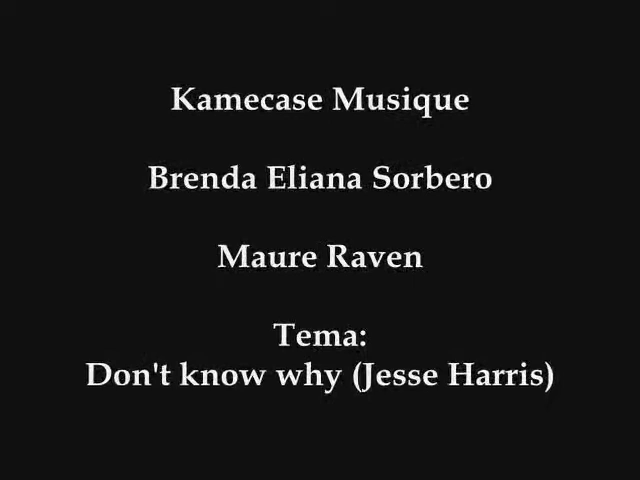 Kamecase Musique
Brenda Eliana Sorbero
Maure Raven
Tema:
Don't know why (Jesse Harris)